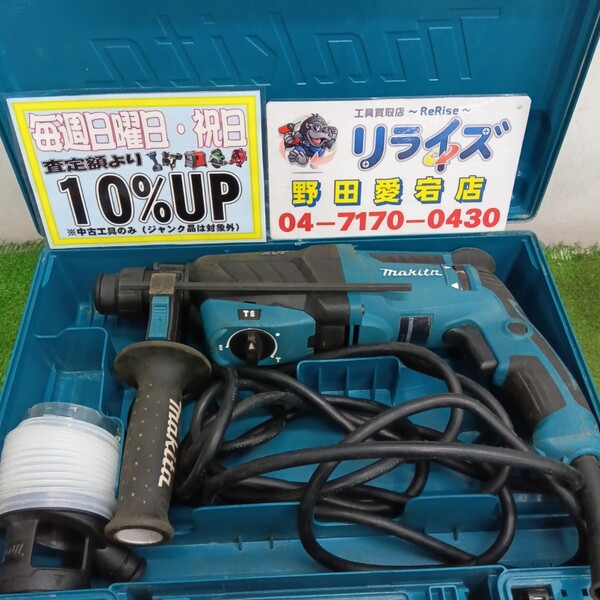 makita
毎週日曜日・祝日
査定額より
10%UP
※中古工具のみ(ジャンク品は対象外)
工具買取店 ～ReRise～
リライズ
野田愛宕店
04-7170-0430
makita
TS
makita